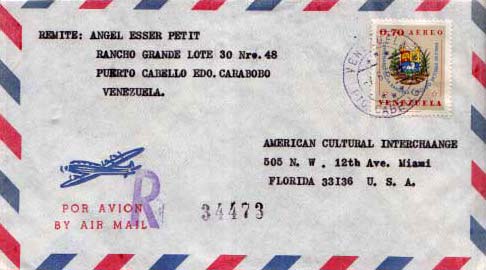 REMITE: ANGEL ESSER PETIT
RANCHO GRANDE LOTE 30 Nro. 48
PUERTO CABELLO EDO. CARABOBO
VENEZUELA.
0,70 AEREO
VENEZUELA
AMERICAN CULTURAL INTERCHAANGE
505 N. W. 12th Ave. Miami
FLORIDA 33136 U. S. A.
POR AVION
BY AIR MAIL
R
34473